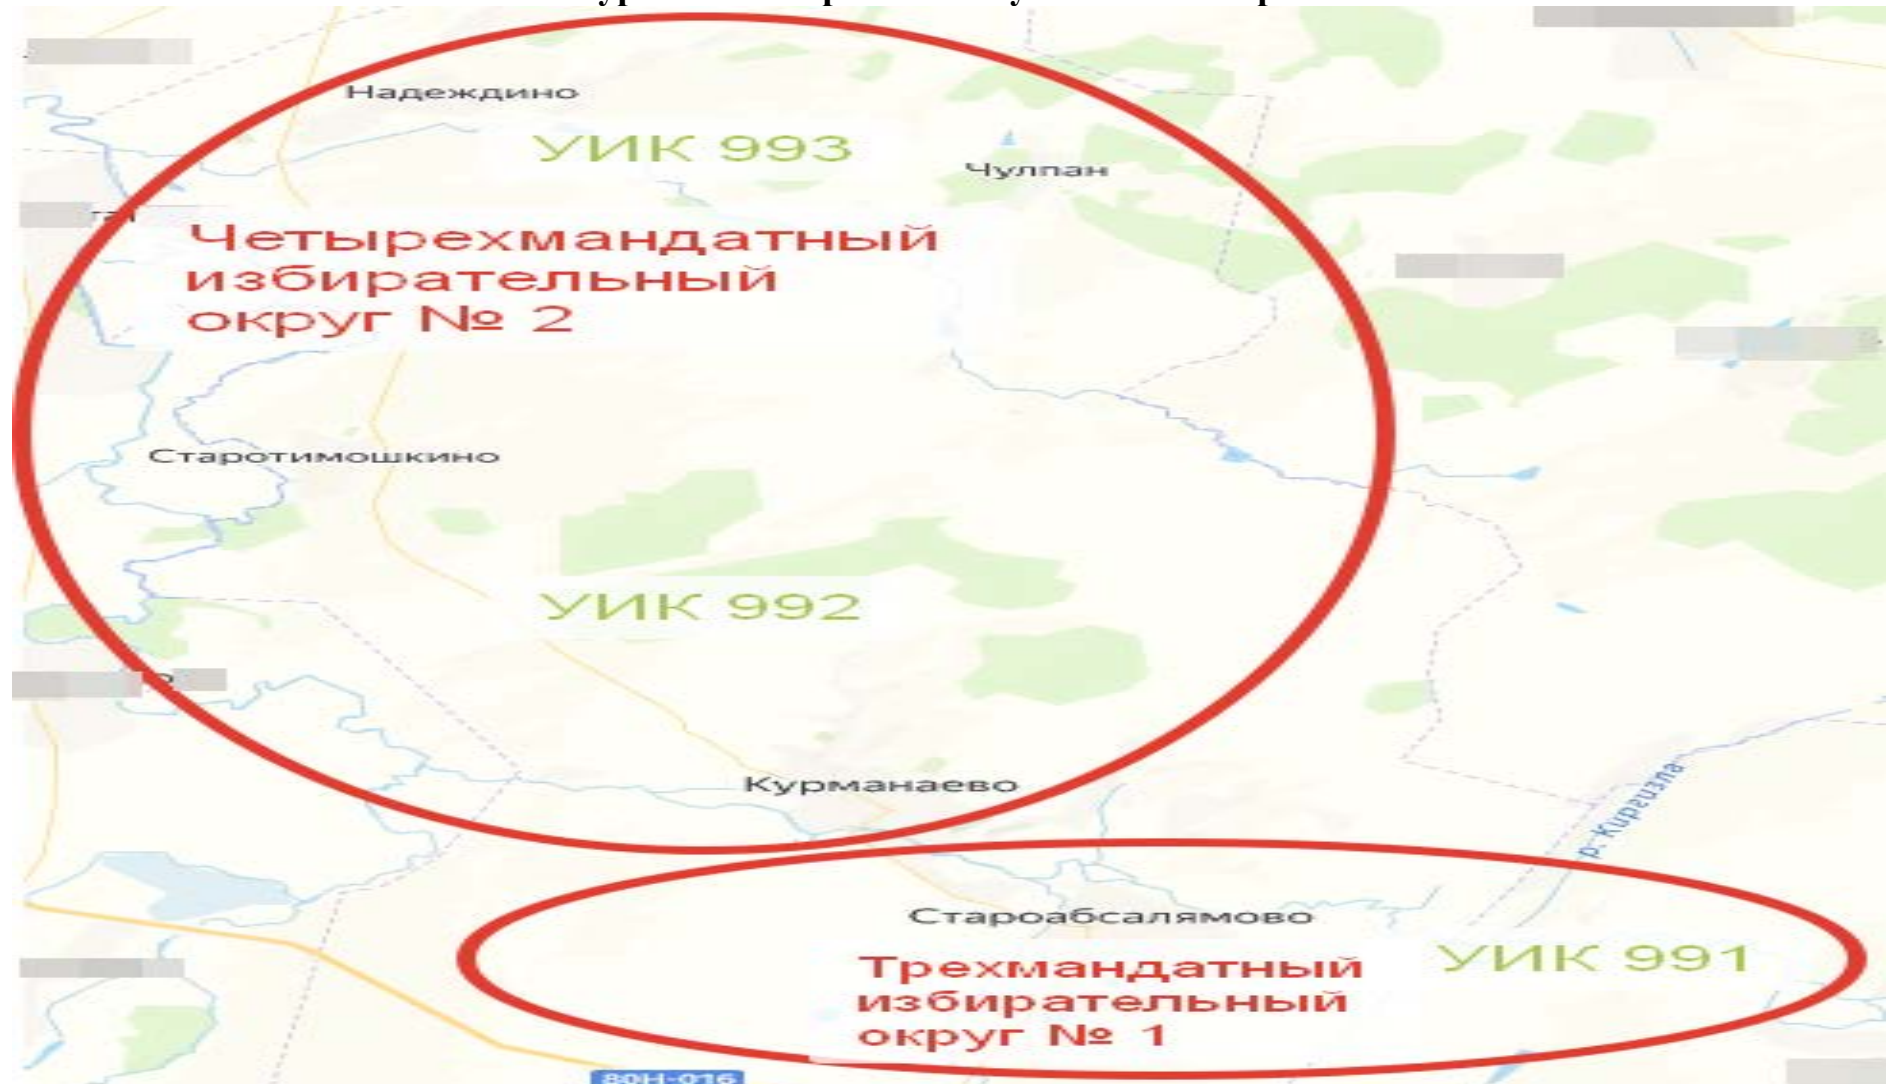 Надеждино
УИК 993
Чулпан
Четырехмандатный
избирательный
округ № 2
Старотимошкино
УИК 992
Курманаево
р. Киргизла
Староабсалямово
Трехмандатный
избирательный
округ № 1
УИК 991
80Н-016